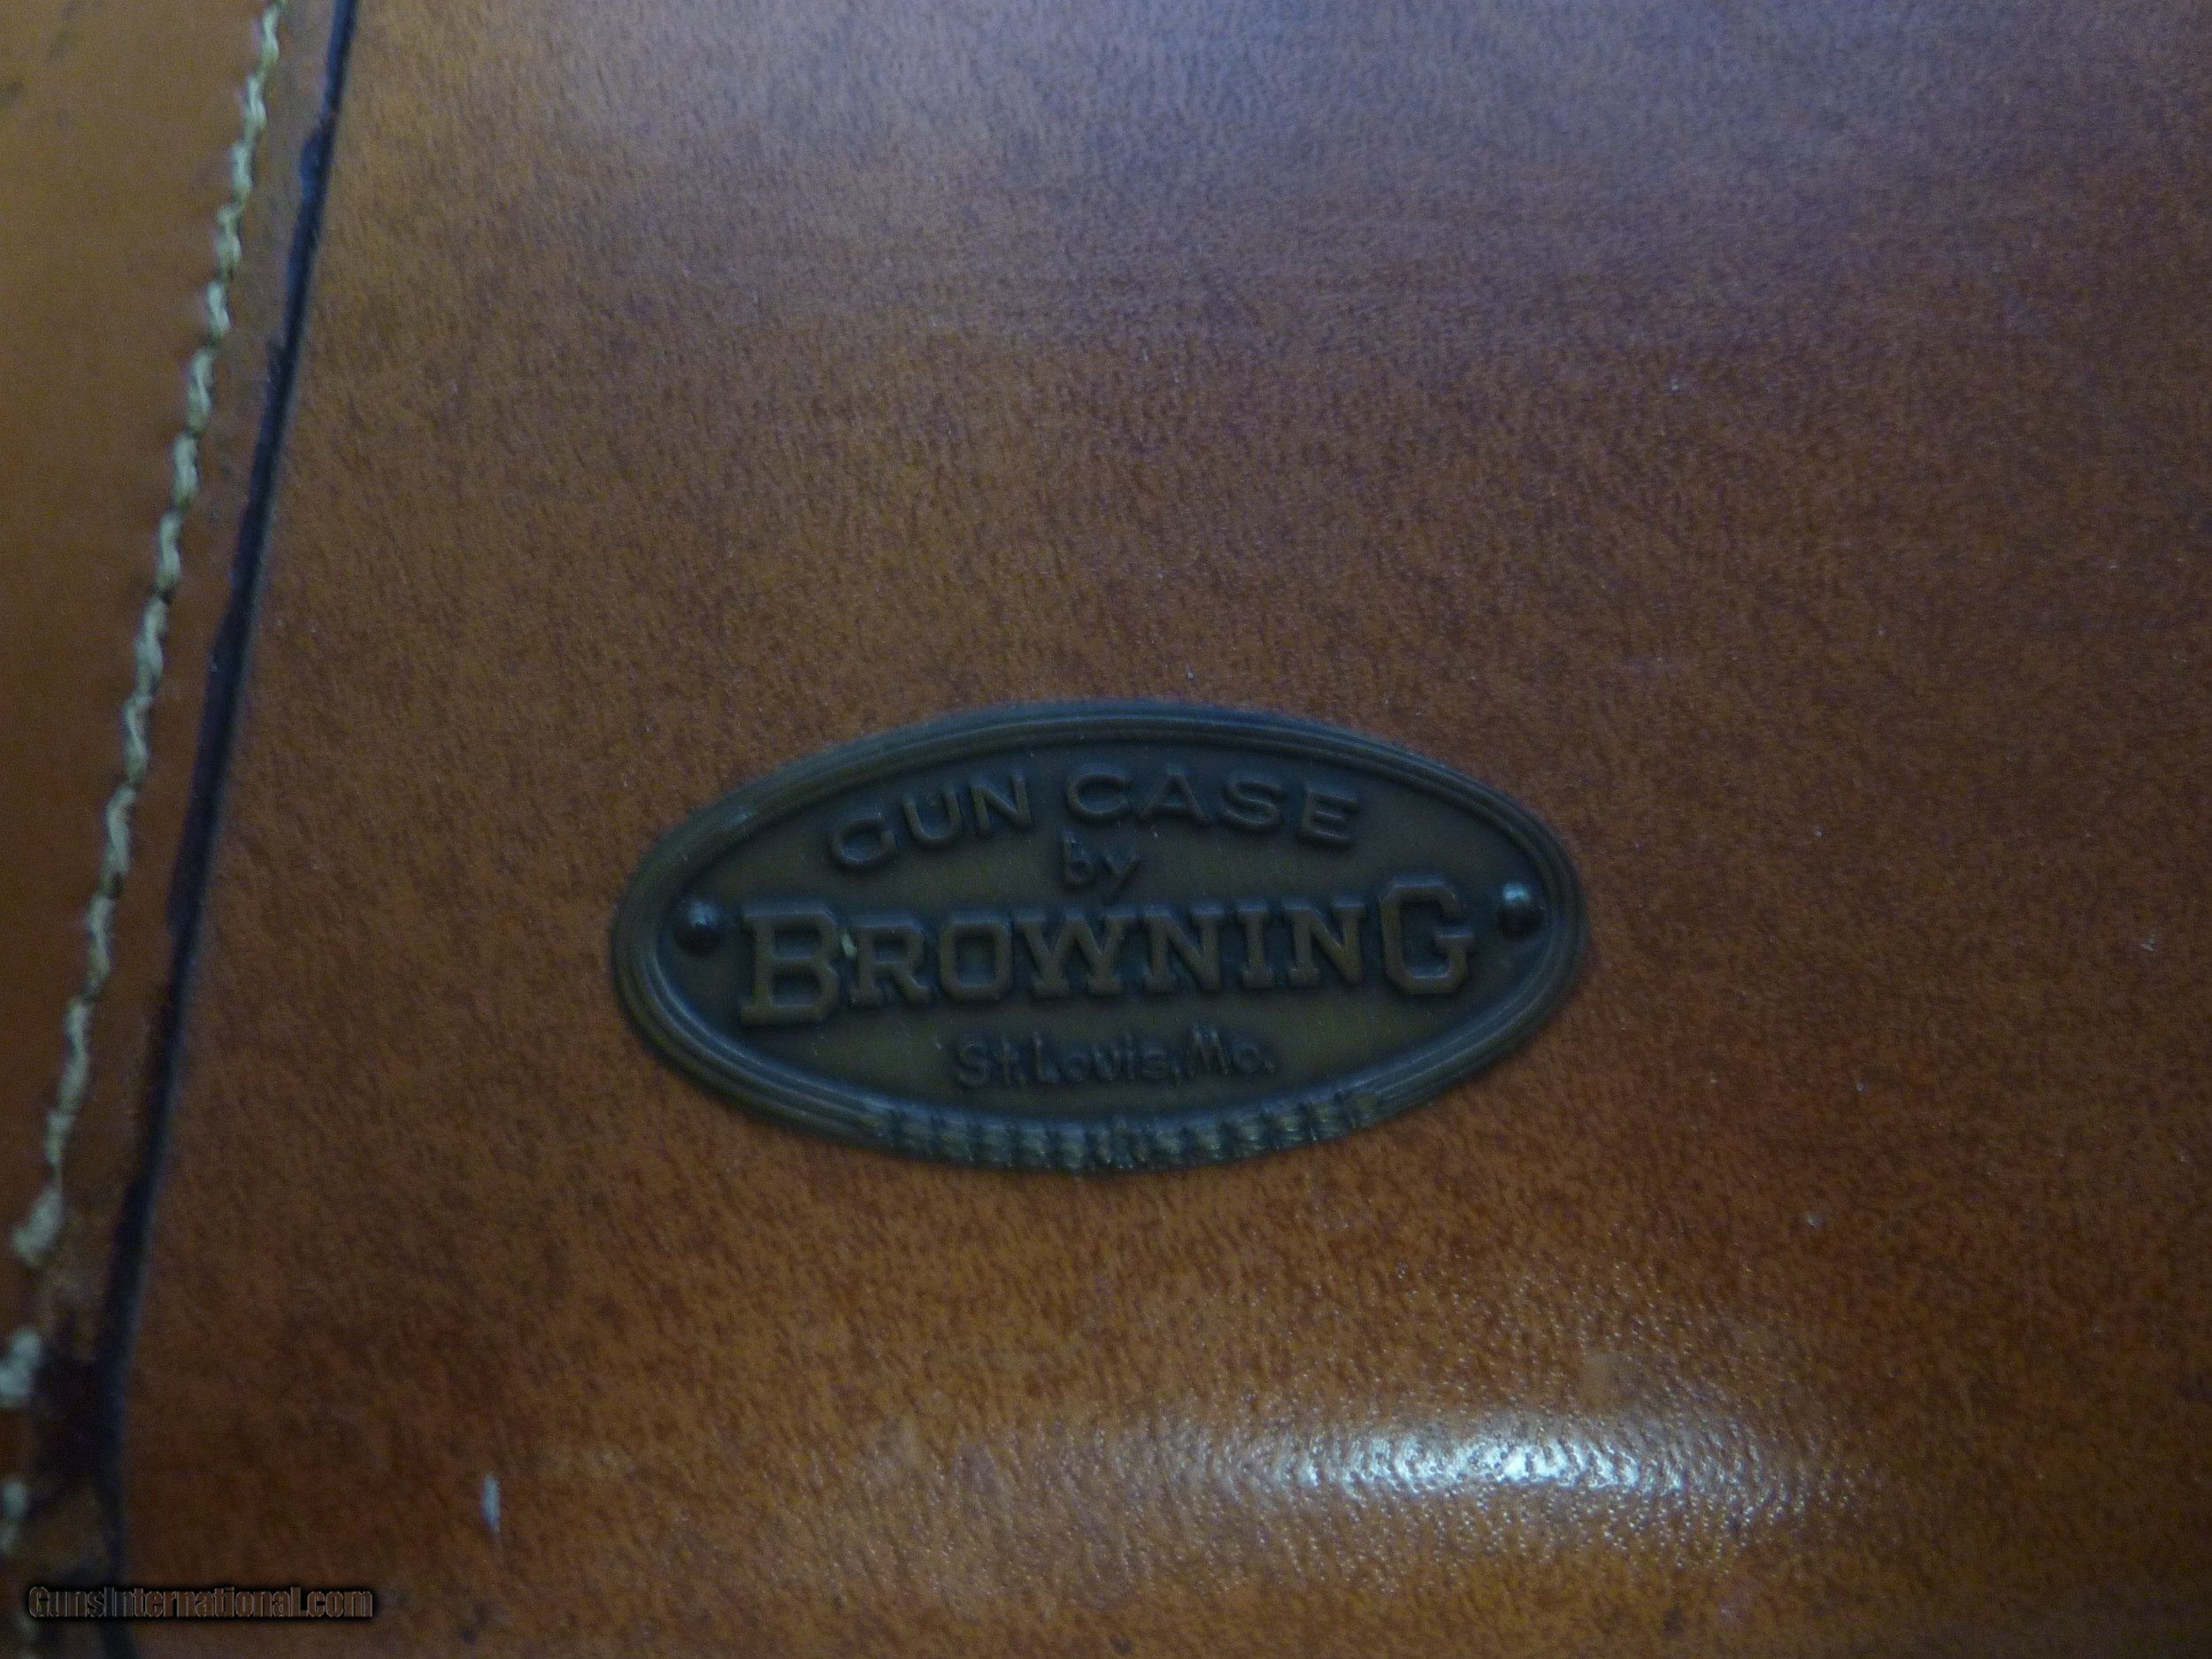 GUN CASE
by
BROWNING
St. Louis, Mo.
GunsInternational.com